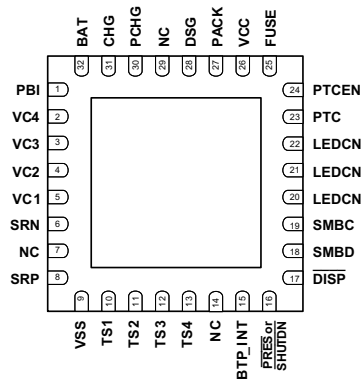 BAT
CHG
PCHG
NC
DSG
PACK
VCC
FUSE
32
31
30
29
28
27
26
25
PBI 1
VC4 2
VC3 3
VC2 4
VC1 5
SRN 6
NC 7
SRP 8
24 PTCEN
23 PTC
22 LEDCN
21 LEDCN
20 LEDCN
19 SMBC
18 SMBD
17 DISP
9
10
11
12
13
14
15
16
VSS
TS1
TS2
TS3
TS4
NC
BTP_INT
PRES or
SHUTDN